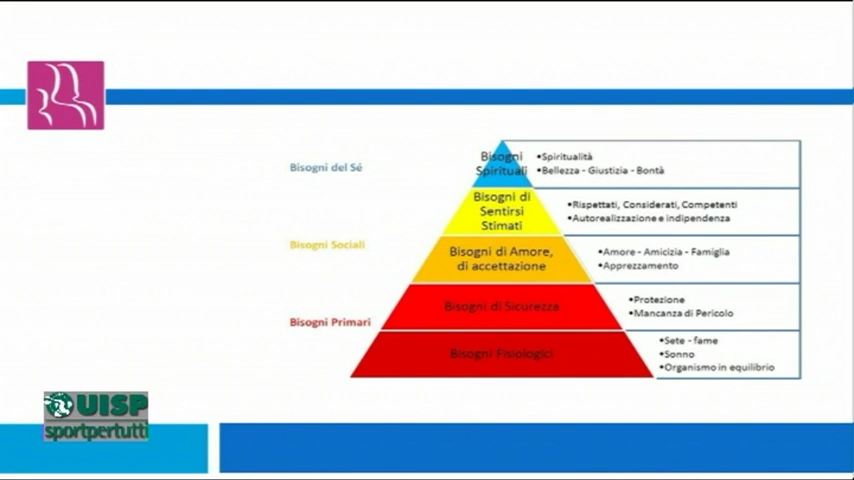 Bisogni del Sé
Bisogni
Spirituali
•Spiritualità
•Bellezza - Giustizia - Bontà
Bisogni di
Sentirsi
Stimati
•Rispettati, Considerati, Competenti
•Autorealizzazione e indipendenza
Bisogni Sociali
Bisogni di Amore,
di accettazione
•Amore - Amicizia - Famiglia
•Apprezzamento
Bisogni di Sicurezza
•Protezione
•Mancanza di Pericolo
Bisogni Primari
Bisogni Fisiologici
•Sete - fame
•Sonno
•Organismo in equilibrio
UISP
sportpertutti